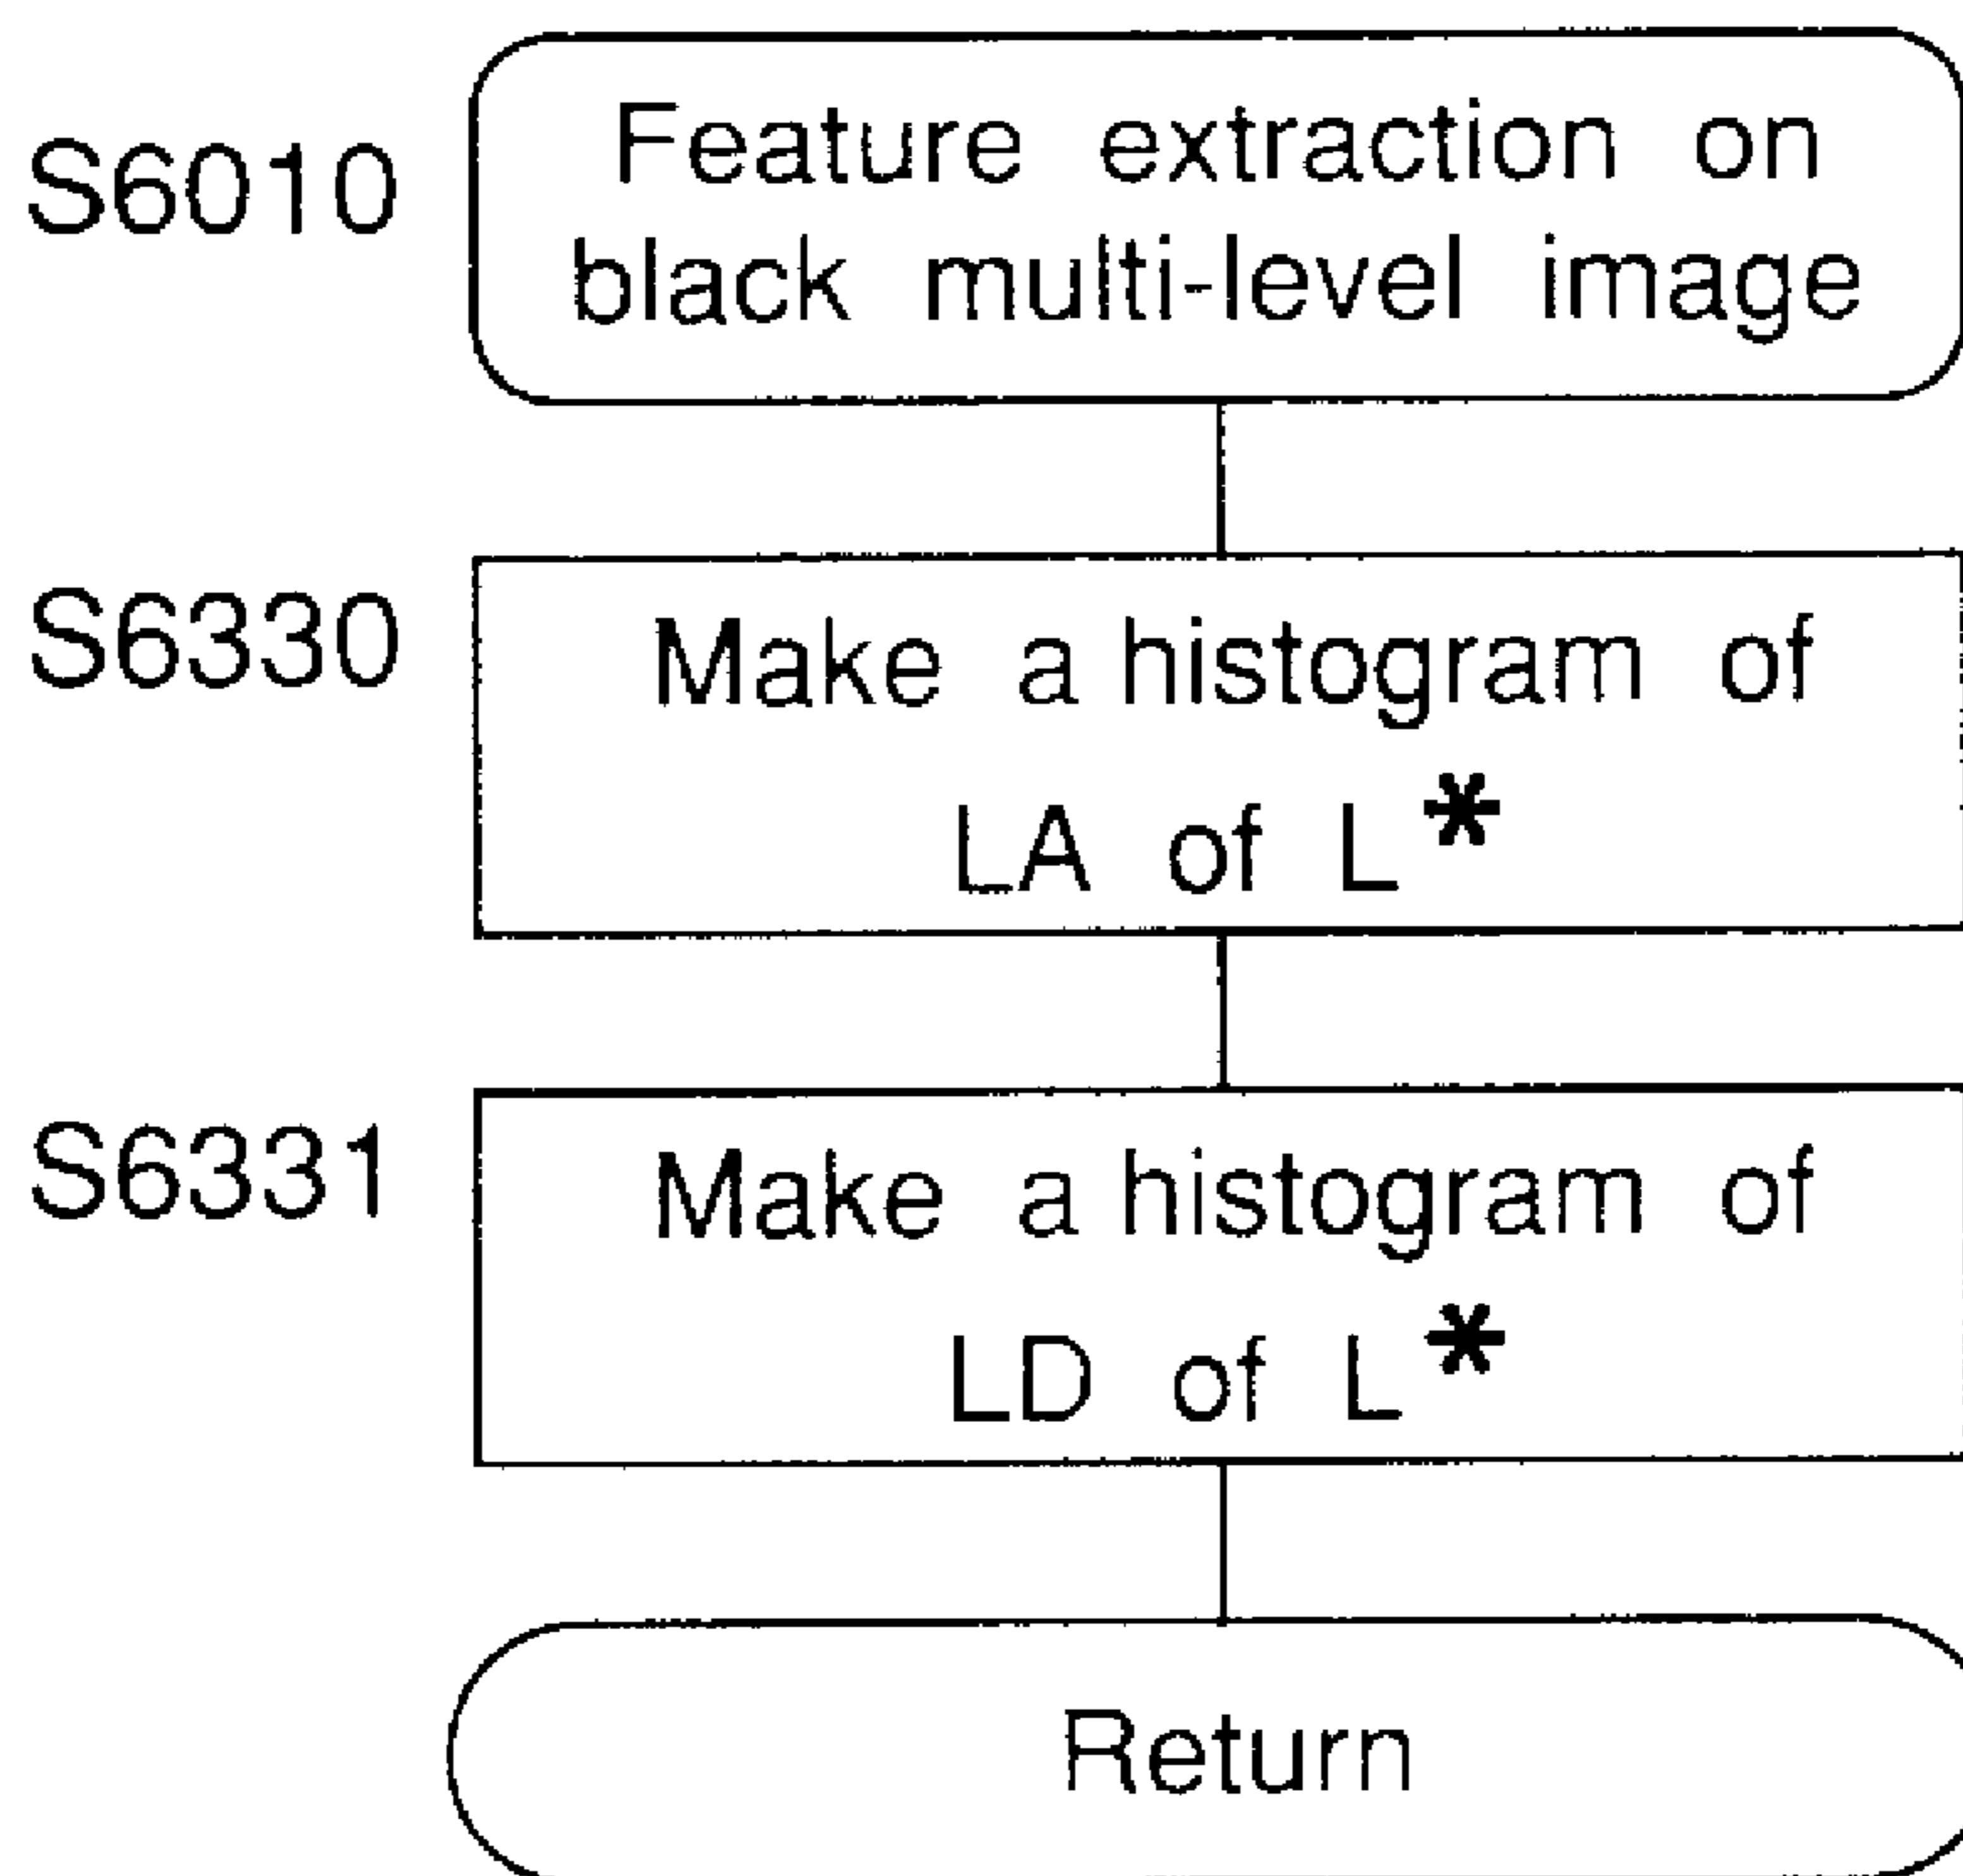 S6010
Feature extraction on
black multi-level image
S6330
Make a histogram of
LA of L*
S6331
Make a histogram of
LD of L*
Return